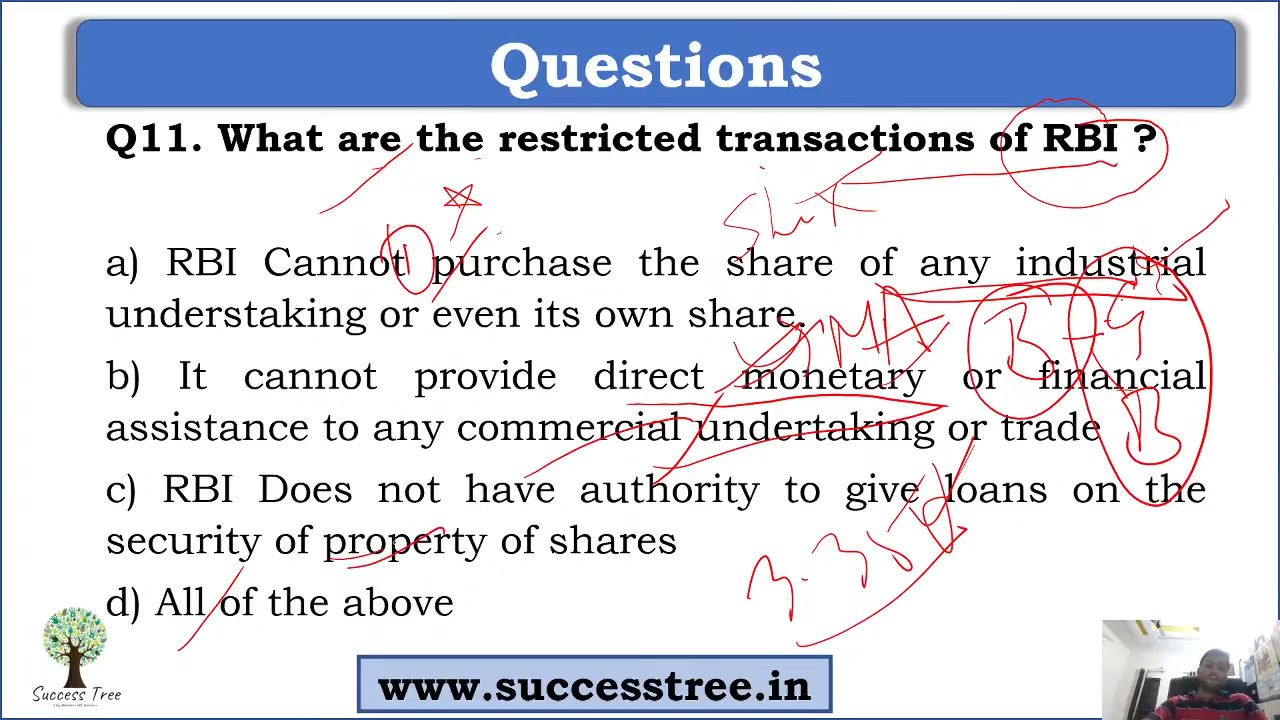 Questions
Q11. What are the restricted transactions of RBI ?
a) RBI Cannot purchase the share of any industrial
understaking or even its own share.
b) It cannot provide direct monetary or financial
assistance to any commercial undertaking or trade
c) RBI Does not have authority to give loans on the
security of property of shares
d) All of the above
Success Tree
www.successtree.in